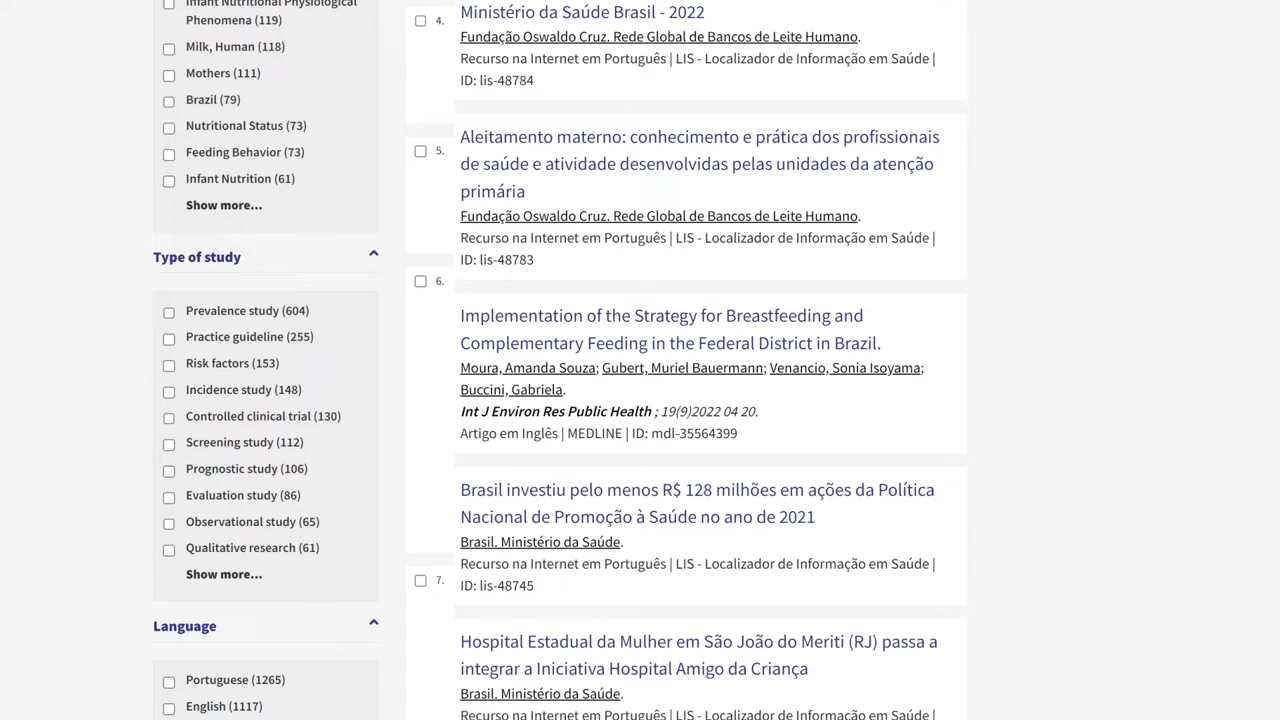 Infant Nutritional Physiological
Phenomena (119)
Milk, Human (118)
Mothers (111)
Brazil (79)
Nutritional Status (73)
Feeding Behavior (73)
Infant Nutrition (61)
Show more...
Type of study
Prevalence study (604)
Practice guideline (255)
Risk factors (153)
Incidence study (148)
Controlled clinical trial (130)
Screening study (112)
Prognostic study (106)
Evaluation study (86)
Observational study (65)
Qualitative research (61)
Show more...
Language
Portuguese (1265)
English (1117)
4.
Ministério da Saúde Brasil - 2022
Fundação Oswaldo Cruz. Rede Global de Bancos de Leite Humano.
Recurso na Internet em Português | LIS - Localizador de Informação em Saúde |
ID: lis-48784
5.
Aleitamento materno: conhecimento e prática dos profissionais
de saúde e atividade desenvolvidas pelas unidades da atenção
primária
Fundação Oswaldo Cruz. Rede Global de Bancos de Leite Humano.
Recurso na Internet em Português | LIS - Localizador de Informação em Saúde |
ID: lis-48783
6.
Implementation of the Strategy for Breastfeeding and
Complementary Feeding in the Federal District in Brazil.
Moura, Amanda Souza; Gubert, Muriel Bauermann; Venancio, Sonia Isoyama;
Buccini, Gabriela.
Int J Environ Res Public Health ; 19(9)2022 04 20.
Artigo em Inglês | MEDLINE | ID: mdl-35564399
Brasil investiu pelo menos R$ 128 milhões em ações da Política
Nacional de Promoção à Saúde no ano de 2021
Brasil. Ministério da Saúde.
Recurso na Internet em Português | LIS - Localizador de Informação em Saúde |
ID: lis-48745
7.
Hospital Estadual da Mulher em São João do Meriti (RJ) passa a
integrar a Iniciativa Hospital Amigo da Criança
Brasil. Ministério da Saúde.
Recurso na Internet em Português | LIS - Localizador de Informação em Saúde |